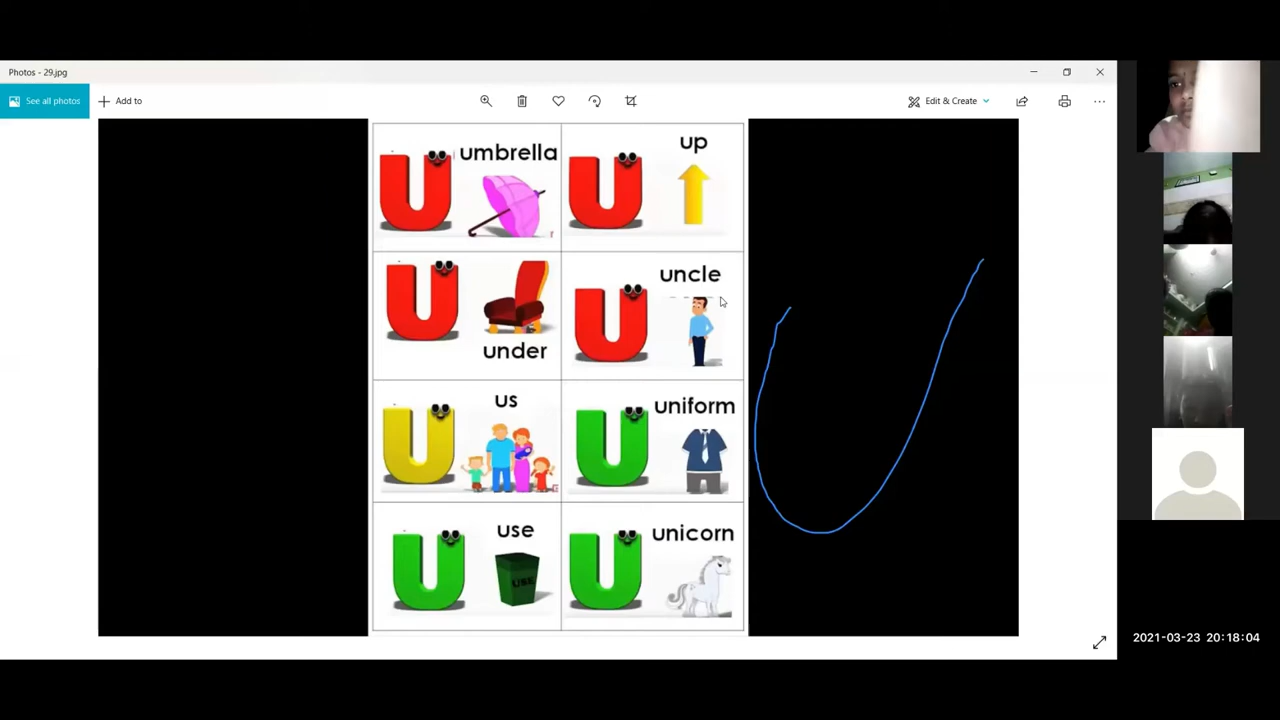 Photos - 29.jpg
See all photos
Add to
Edit & Create
umbrella
up
U
U
U
under
U
uncle
U
us
U
uniform
U
use
USE
U
unicorn
U
2021-03-23 20:18:04